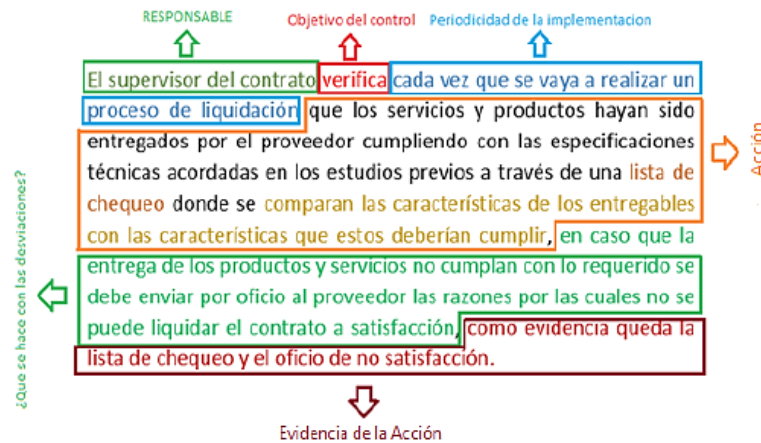 RESPONSABLE
Objetivo del control
Periodicidad de la implementacion
El supervisor del contrato verifica cada vez que se vaya a realizar un
proceso de liquidación que los servicios y productos hayan sido
entregados por el proveedor cumpliendo con las especificaciones
técnicas acordadas en los estudios previos a través de una lista de
chequeo donde se comparan las características de los entregables
con las características que estos deberían cumplir, en caso que la
entrega de los productos y servicios no cumplan con lo requerido se
debe enviar por oficio al proveedor las razones por las cuales no se
puede liquidar el contrato a satisfacción, como evidencia queda la
lista de chequeo y el oficio de no satisfacción.
Acción
¿Que se hace con las desviaciones?
Evidencia de la Acción